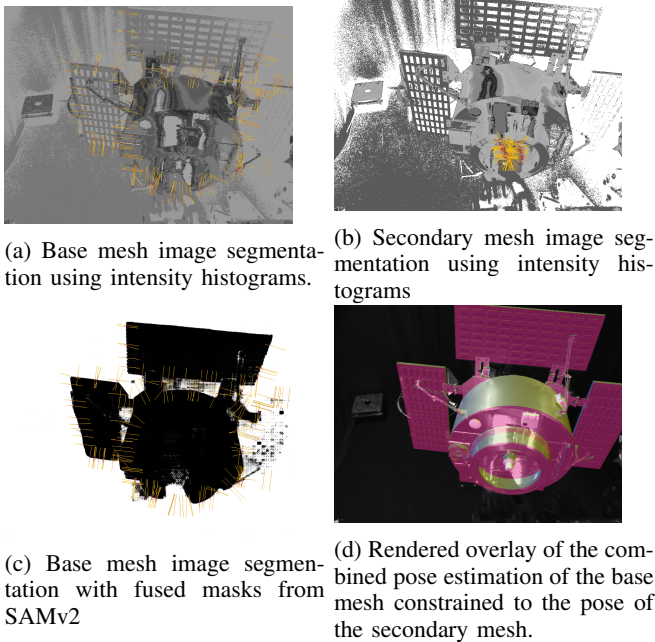 (a) Base mesh image segmenta-
tion using intensity histograms.
(b) Secondary mesh image seg-
mentation using intensity his-
tograms
(c) Base mesh image segmen-
tation with fused masks from
SAMv2
(d) Rendered overlay of the com-
bined pose estimation of the base
mesh constrained to the pose of
the secondary mesh.